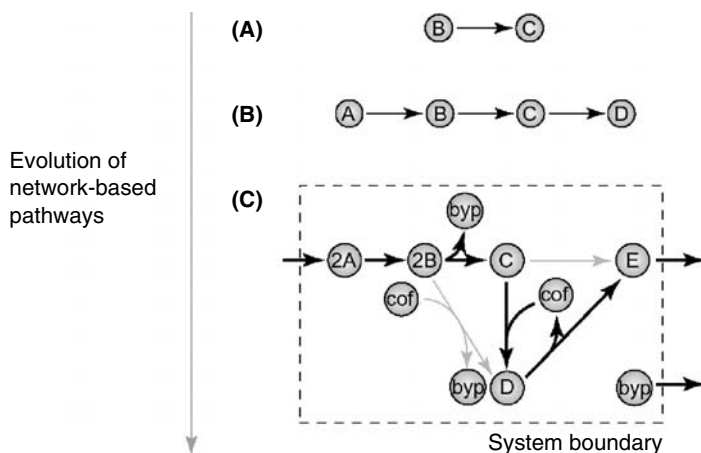 (A)
B C
(B)
A B C D
Evolution of
network-based
pathways
(C)
byp
2A 2B C E
cof cof
byp D byp
System boundary